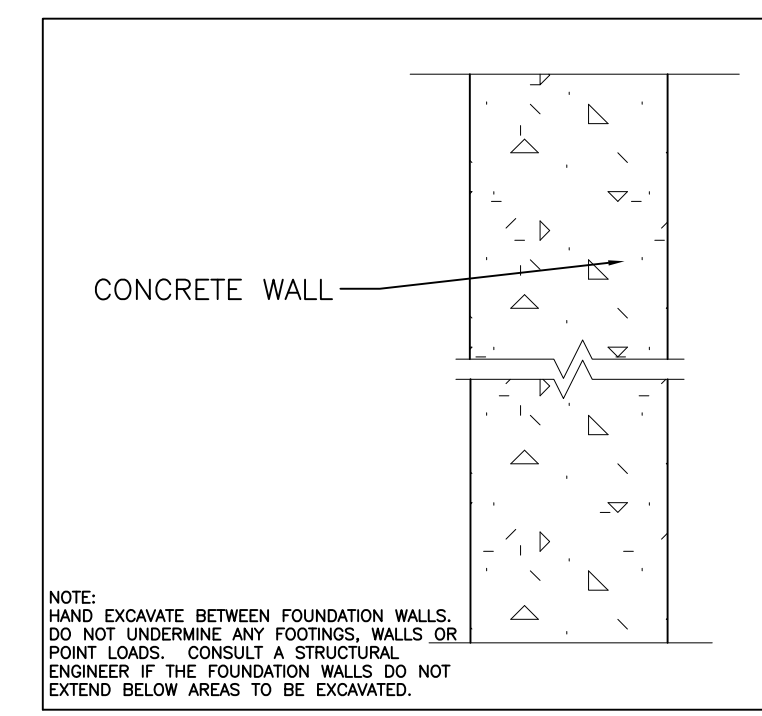 CONCRETE WALL
NOTE:
HAND EXCAVATE BETWEEN FOUNDATION WALLS.
DO NOT UNDERMINE ANY FOOTINGS, WALLS OR
POINT LOADS. CONSULT A STRUCTURAL
ENGINEER IF THE FOUNDATION WALLS DO NOT
EXTEND BELOW AREAS TO BE EXCAVATED.